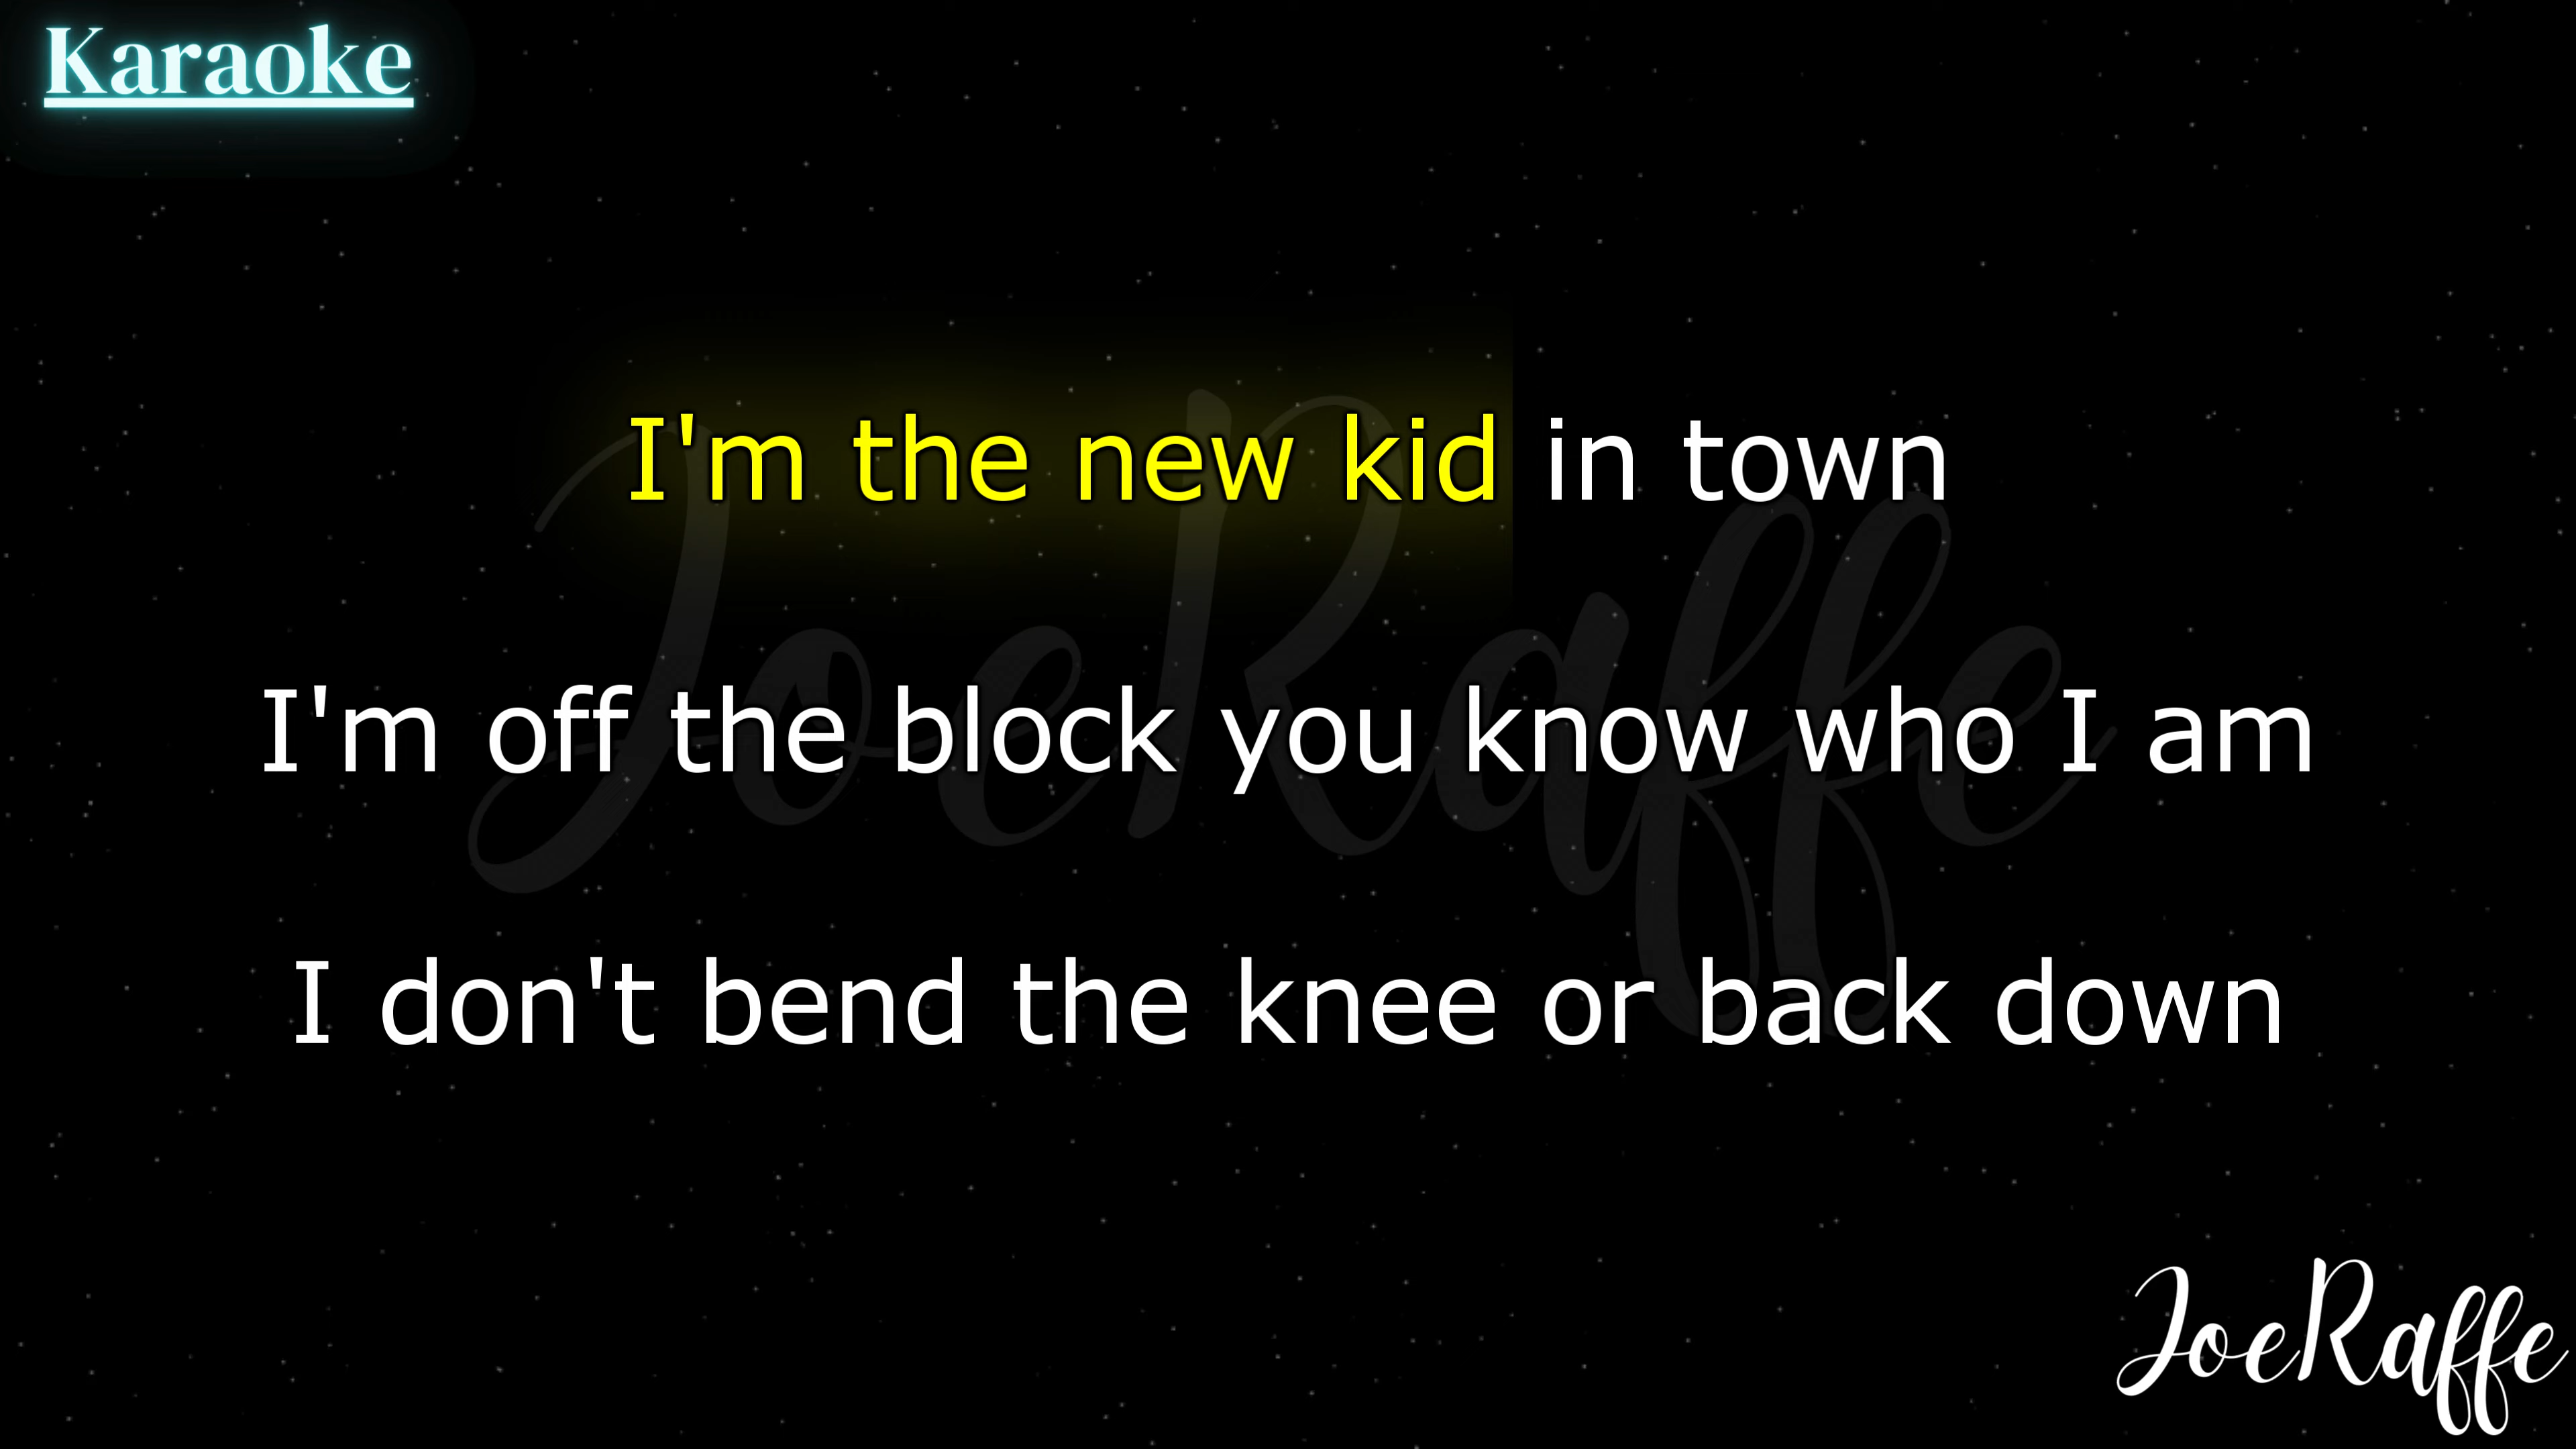 Karaoke
I'm the new kid in town
I'm off the block you know who I am
I don't bend the knee or back down
JoeRaffe
JoeRaffe